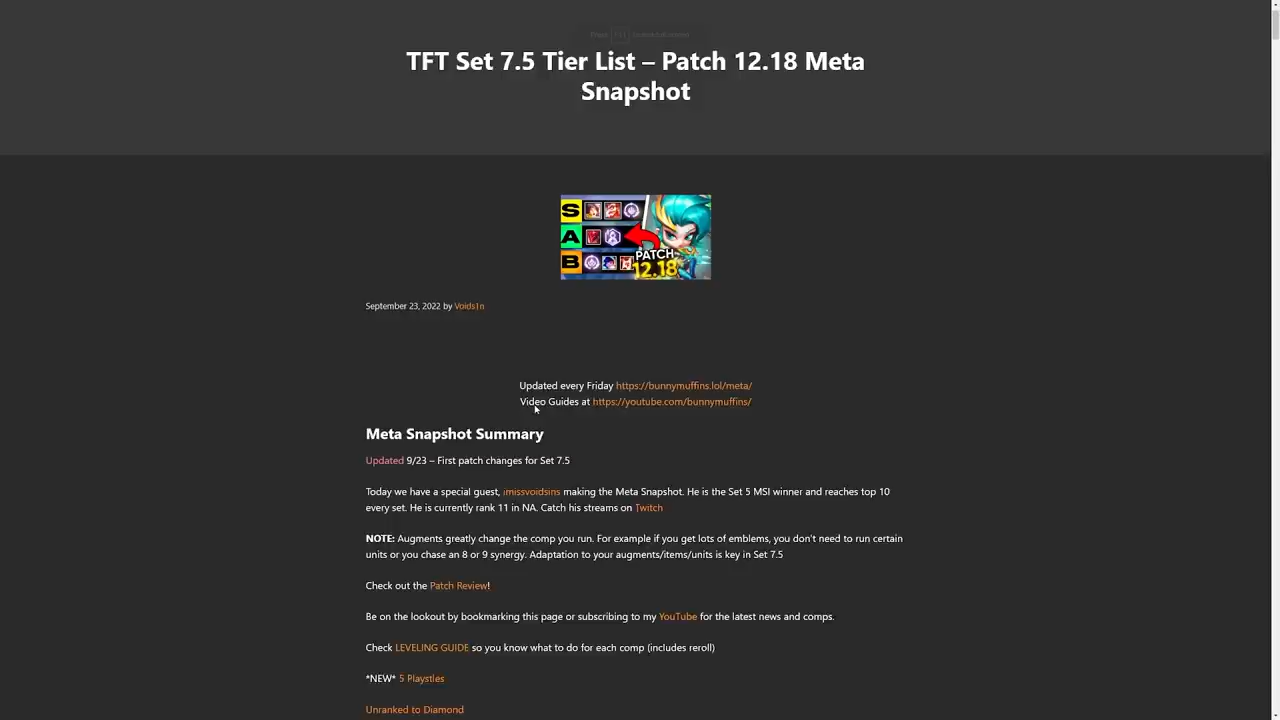 TFT Set 7.5 Tier List – Patch 12.18 Meta
Snapshot
S
A
B
PATCH
12.18
September 23, 2022 by Voids1n
Updated every Friday https://bunnymuffins.lol/meta/
Video Guides at https://youtube.com/bunnymuffins/
Meta Snapshot Summary
Updated 9/23 – First patch changes for Set 7.5
Today we have a special guest, imissvoidsins making the Meta Snapshot. He is the Set 5 MSI winner and reaches top 10
every set. He is currently rank 11 in NA. Catch his streams on Twitch
NOTE: Augments greatly change the comp you run. For example if you get lots of emblems, you don't need to run certain
units or you chase an 8 or 9 synergy. Adaptation to your augments/items/units is key in Set 7.5
Check out the Patch Review!
Be on the lookout by bookmarking this page or subscribing to my YouTube for the latest news and comps.
Check LEVELING GUIDE so you know what to do for each comp (includes reroll)
*NEW* 5 Playstles
Unranked to Diamond